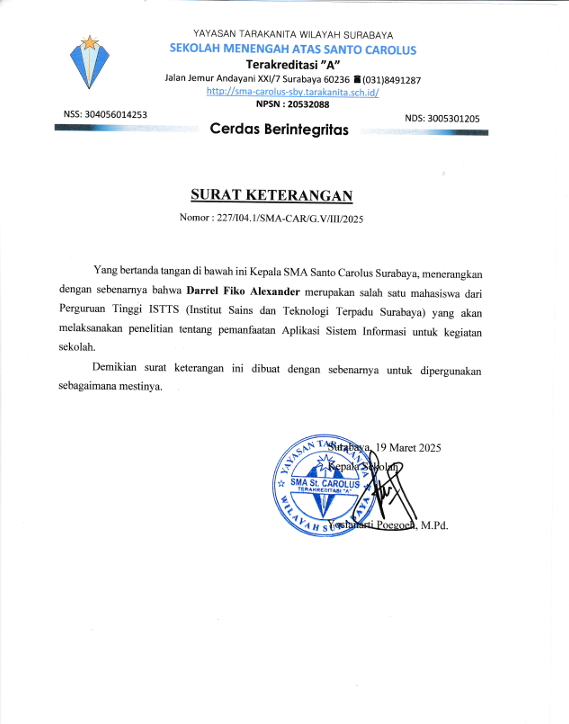 YAYASAN TARAKANITA WILAYAH SURABAYA
SEKOLAH MENENGAH ATAS SANTO CAROLUS
Terakreditasi "A"
Jalan Jemur Andayani XXI/7 Surabaya 60236 ☎(031)8491287
http://sma-carolus-sby.tarakanita.sch.id/
NPSN : 20532088
NSS: 304056014253
NDS: 3005301205
Cerdas Berintegritas
SURAT KETERANGAN
Nomor : 227/I04.1/SMA-CAR/G.V/III/2025
Yang bertanda tangan di bawah ini Kepala SMA Santo Carolus Surabaya, menerangkan
dengan sebenarnya bahwa Darrel Fiko Alexander merupakan salah satu mahasiswa dari
Perguruan Tinggi ISTTS (Institut Sains dan Teknologi Terpadu Surabaya) yang akan
melaksanakan penelitian tentang pemanfaatan Aplikasi Sistem Informasi untuk kegiatan
sekolah.
Demikian surat keterangan ini dibuat dengan sebenarnya untuk dipergunakan
sebagaimana mestinya.
Surabaya, 19 Maret 2025
Kepala Sekolah
M.Pd.
YAYASAN TARAKANITA
SMA St. CAROLUS
TERAKREDITASI "A"
WILAYAH SURABAYA